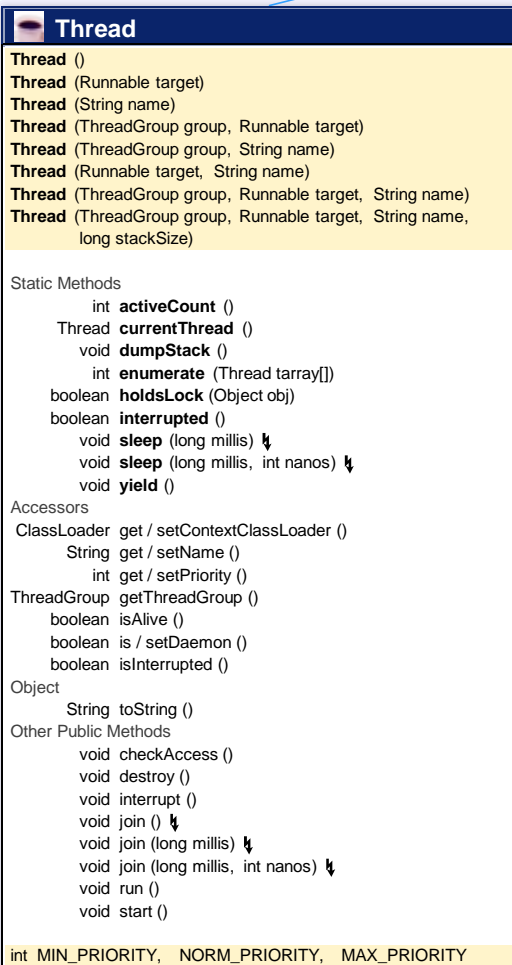 Thread
Thread ()
Thread (Runnable target)
Thread (String name)
Thread (ThreadGroup group, Runnable target)
Thread (ThreadGroup group, String name)
Thread (Runnable target, String name)
Thread (ThreadGroup group, Runnable target, String name)
Thread (ThreadGroup group, Runnable target, String name,
long stackSize)
Static Methods
int activeCount ()
Thread currentThread ()
void dumpStack ()
int enumerate (Thread tarray[])
boolean holdsLock (Object obj)
boolean interrupted ()
void sleep (long millis)
void sleep (long millis, int nanos)
void yield ()
Accessors
ClassLoader get / setContextClassLoader ()
String get / setName ()
int get / setPriority ()
ThreadGroup getThreadGroup ()
boolean isAlive ()
boolean is / setDaemon ()
boolean isInterrupted ()
Object
String toString ()
Other Public Methods
void checkAccess ()
void destroy ()
void interrupt ()
void join ()
void join (long millis)
void join (long millis, int nanos)
void run ()
void start ()
int MIN_PRIORITY, NORM_PRIORITY, MAX_PRIORITY